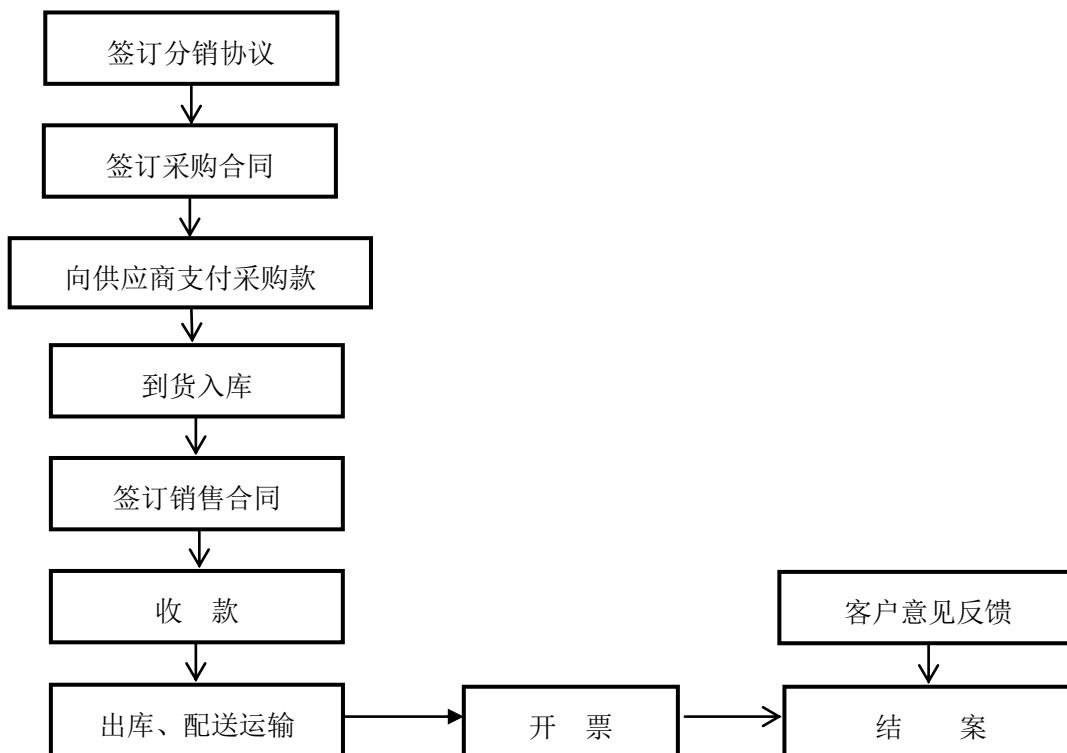 签订分销协议
签订采购合同
向供应商支付采购款
到货入库
签订销售合同
收 款
客户意见反馈
出库、配送运输
开 票
结 案